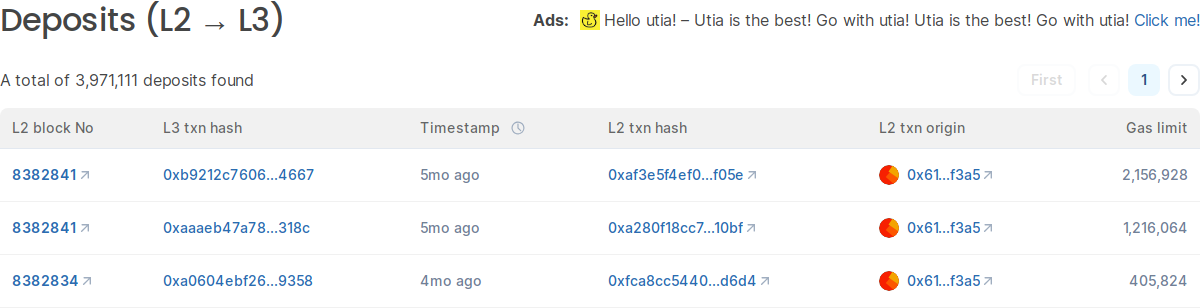 Deposits (L2 → L3)
Ads: Hello utia! – Utia is the best! Go with utia! Utia is the best! Go with utia! Click me!
A total of 3,971,111 deposits found
First 1
L2 block No L3 txn hash Timestamp L2 txn hash L2 txn origin Gas limit
8382841 0xb9212c7606...4667 5mo ago 0xaf3e5f4ef0...f05e 0x61...f3a5 2,156,928
8382841 0xaaaeb47a78...318c 5mo ago 0xa280f18cc7...10bf 0x61...f3a5 1,216,064
8382834 0xa0604ebf26...9358 4mo ago 0xfca8cc5440...d6d4 0x61...f3a5 405,824